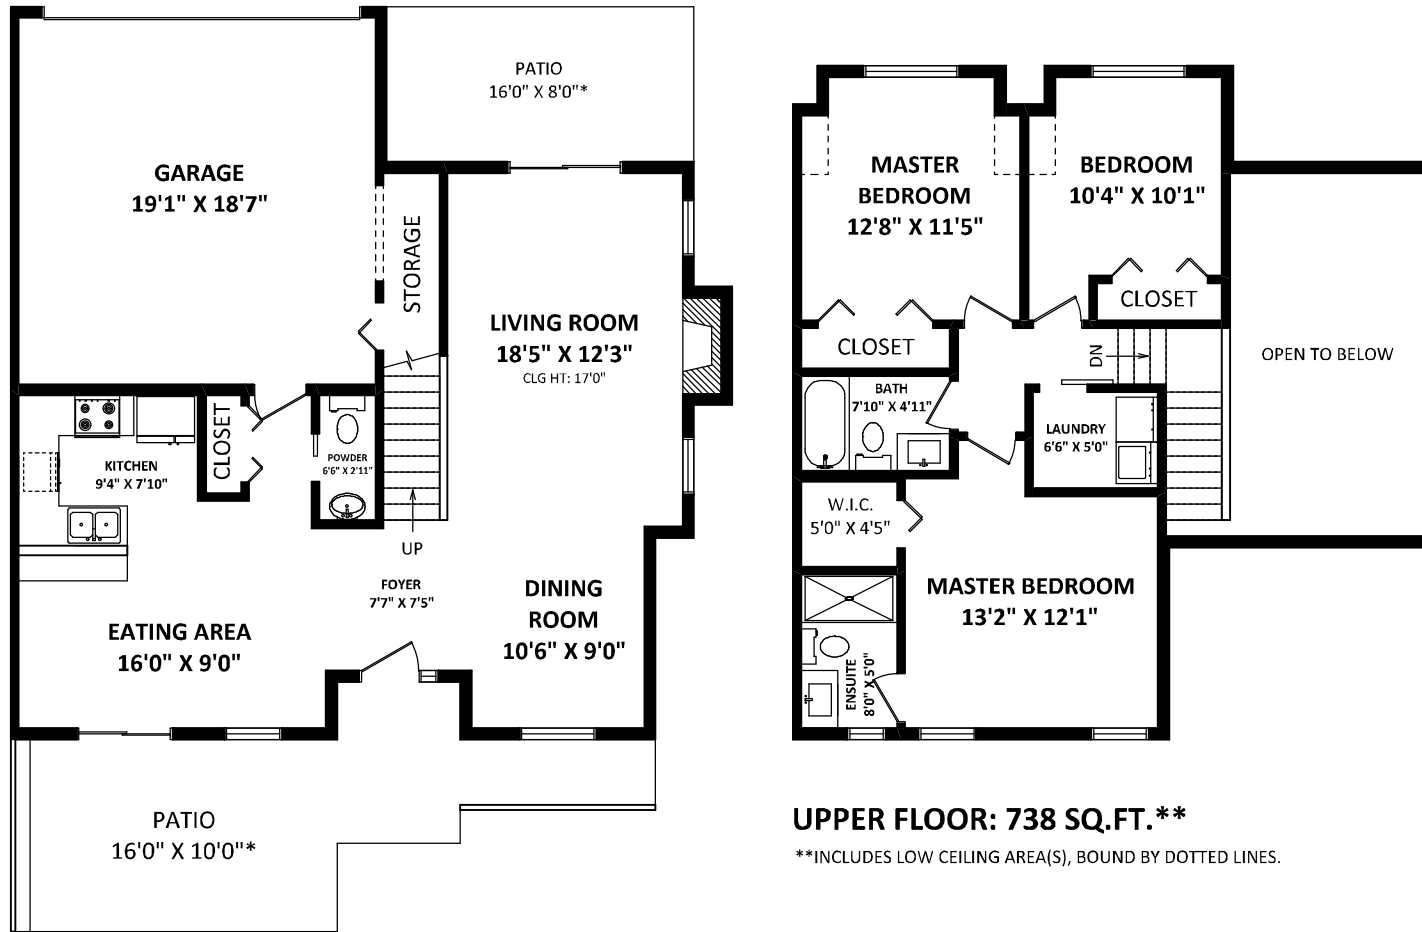 PATIO
16'0" X 8'0"*
GARAGE
19'1" X 18'7"
STORAGE
LIVING ROOM
18'5" X 12'3"
CLG HT: 17'0"
CLOSET
POWDER
6'6" X 2'11"
KITCHEN
9'4" X 7'10"
UP
FOYER
7'7" X 7'5"
DINING
ROOM
10'6" X 9'0"
EATING AREA
16'0" X 9'0"
PATIO
16'0" X 10'0"*
MASTER
BEDROOM
12'8" X 11'5"
BEDROOM
10'4" X 10'1"
CLOSET
CLOSET
DN
OPEN TO BELOW
BATH
7'10" X 4'11"
LAUNDRY
6'6" X 5'0"
W.I.C.
5'0" X 4'5"
MASTER BEDROOM
13'2" X 12'1"
ENSUITE
8'0" X 5'0"
UPPER FLOOR: 738 SQ.FT.**
**INCLUDES LOW CEILING AREA(S), BOUND BY DOTTED LINES.